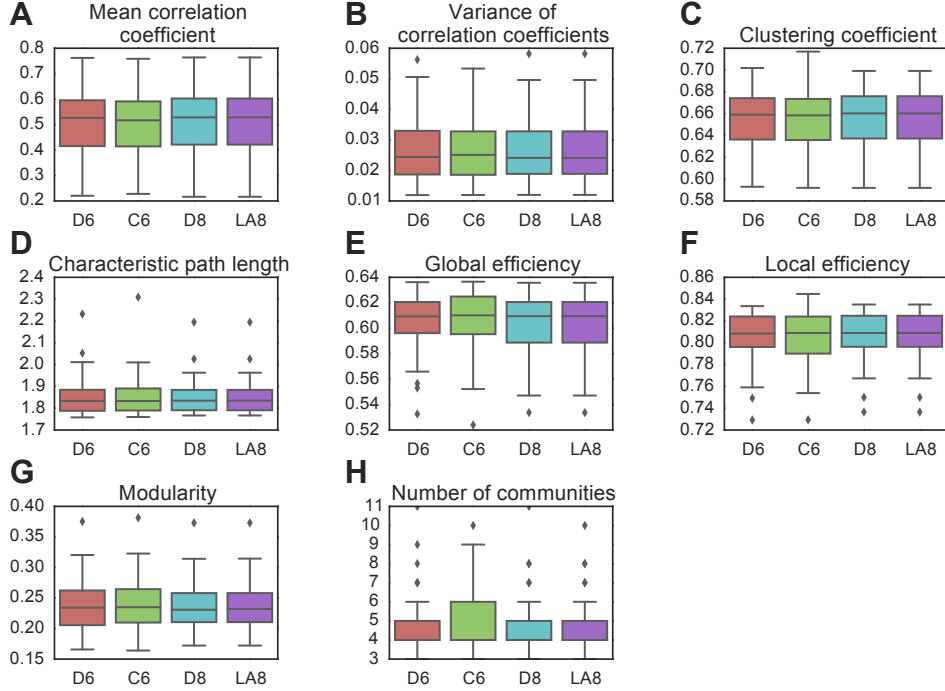 A
Mean correlation
coefficient
0.8
0.7
0.6
0.5
0.4
0.3
0.2
D6 C6 D8 LA8
B
Variance of
correlation coefficients
0.06
0.05
0.04
0.03
0.02
0.01
D6 C6 D8 LA8
C
Clustering coefficient
0.72
0.70
0.68
0.66
0.64
0.62
0.60
0.58
D6 C6 D8 LA8
D
Characteristic path length
2.4
2.3
2.2
2.1
2.0
1.9
1.8
1.7
D6 C6 D8 LA8
E
Global efficiency
0.64
0.62
0.60
0.58
0.56
0.54
0.52
D6 C6 D8 LA8
F
Local efficiency
0.86
0.84
0.82
0.80
0.78
0.76
0.74
0.72
D6 C6 D8 LA8
G
Modularity
0.40
0.35
0.30
0.25
0.20
0.15
D6 C6 D8 LA8
H
Number of communities
11
10
9
8
7
6
5
4
3
D6 C6 D8 LA8